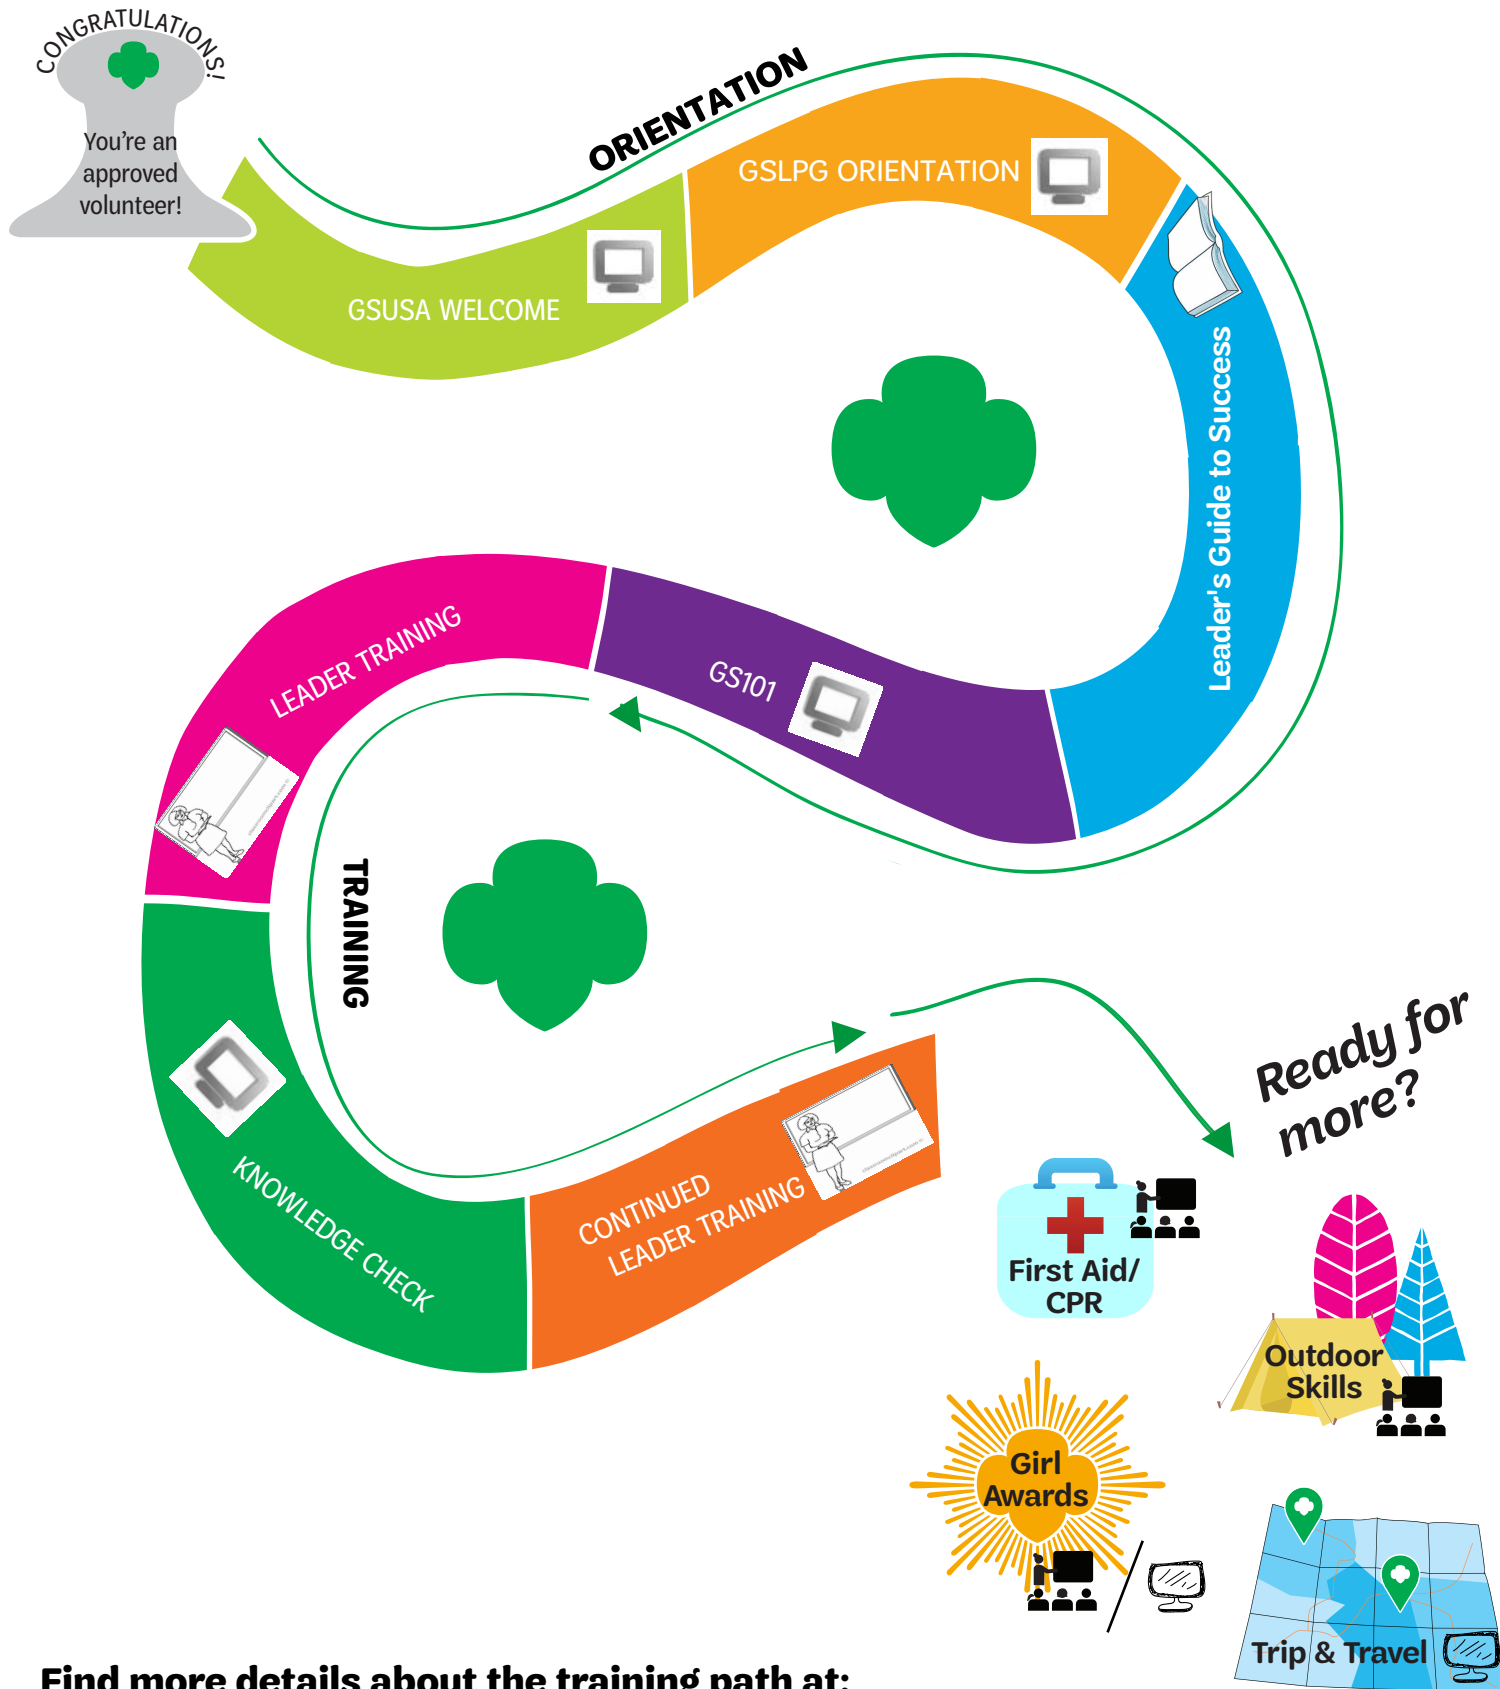 CONGRATULATIONS!
You’re an
approved
volunteer!
ORIENTATION
GSUSA WELCOME
GSLPG ORIENTATION
Leader's Guide to Success
GS101
LEADER TRAINING
TRAINING
KNOWLEDGE CHECK
CONTINUED
LEADER TRAINING
Ready for
more?
First Aid/
CPR
Outdoor
Skills
Girl
Awards
Trip & Travel
Find more details about the training path at: